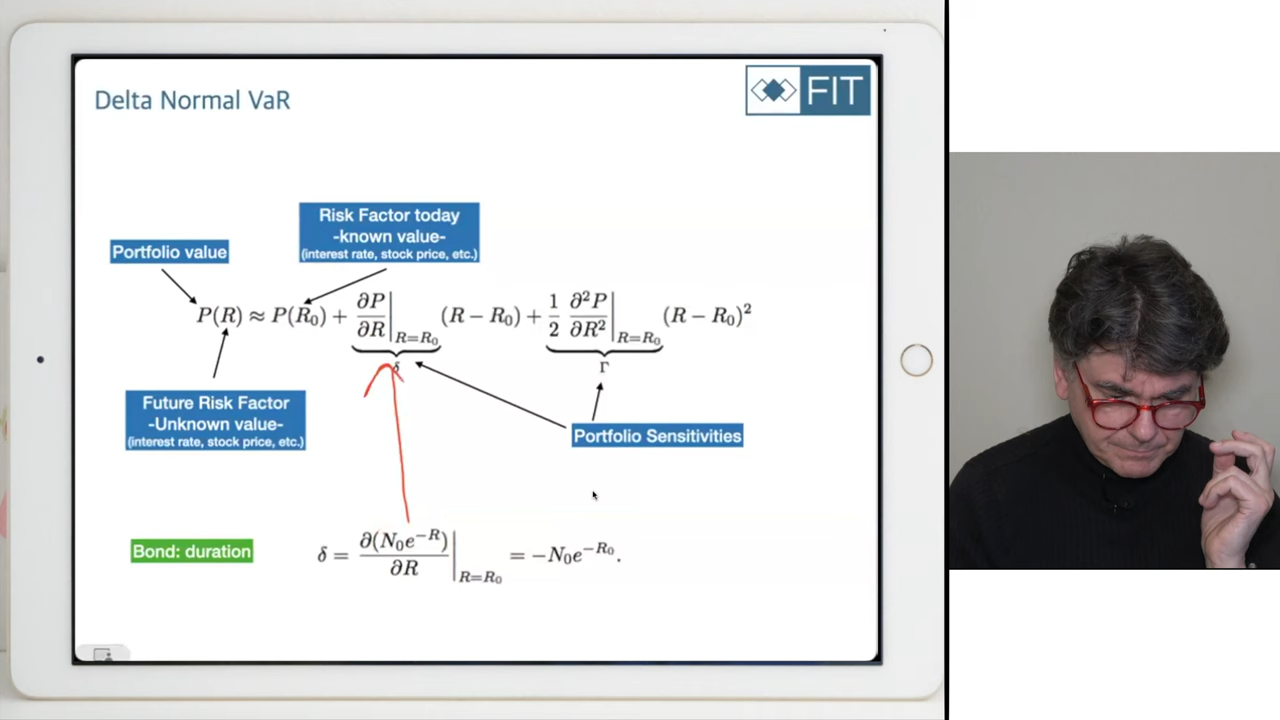 Delta Normal VaR
FIT
Risk Factor today
-known value-
(interest rate, stock price, etc.)
Portfolio value
P(R) ≈ P(R₀) + ∂P/∂R|_{R=R₀} (R − R₀) + 1/2 ∂²P/∂R²|_{R=R₀} (R − R₀)²
δ Γ
Future Risk Factor
-Unknown value-
(interest rate, stock price, etc.)
Portfolio Sensitivities
Bond: duration
δ = ∂(N₀e^{−R})/∂R|_{R=R₀} = −N₀e^{−R₀}.